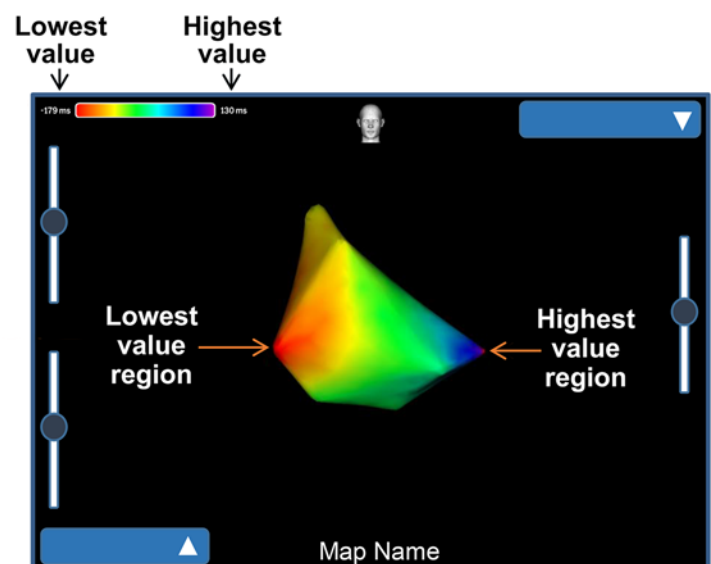 Lowest
value
Highest
value
-179 ms
130 ms
Lowest
value
region
Highest
value
region
Map Name